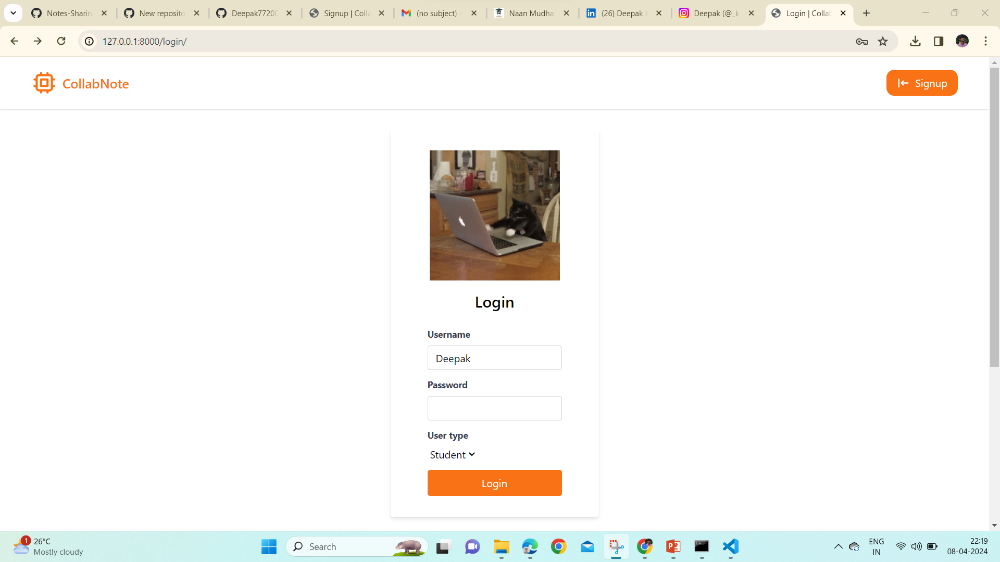 Notes-Sharin
New reposito
Deepak7720
Signup | Colla
(no subject) -
Naan Mudha
(26) Deepak
Deepak (@_k
Login | Collab
127.0.0.1:8000/login/
CollabNote
Signup
Login
Username
Deepak
Password
User type
Student
Login
1
26°C
Mostly cloudy
Search
ENG
IN
22:19
08-04-2024